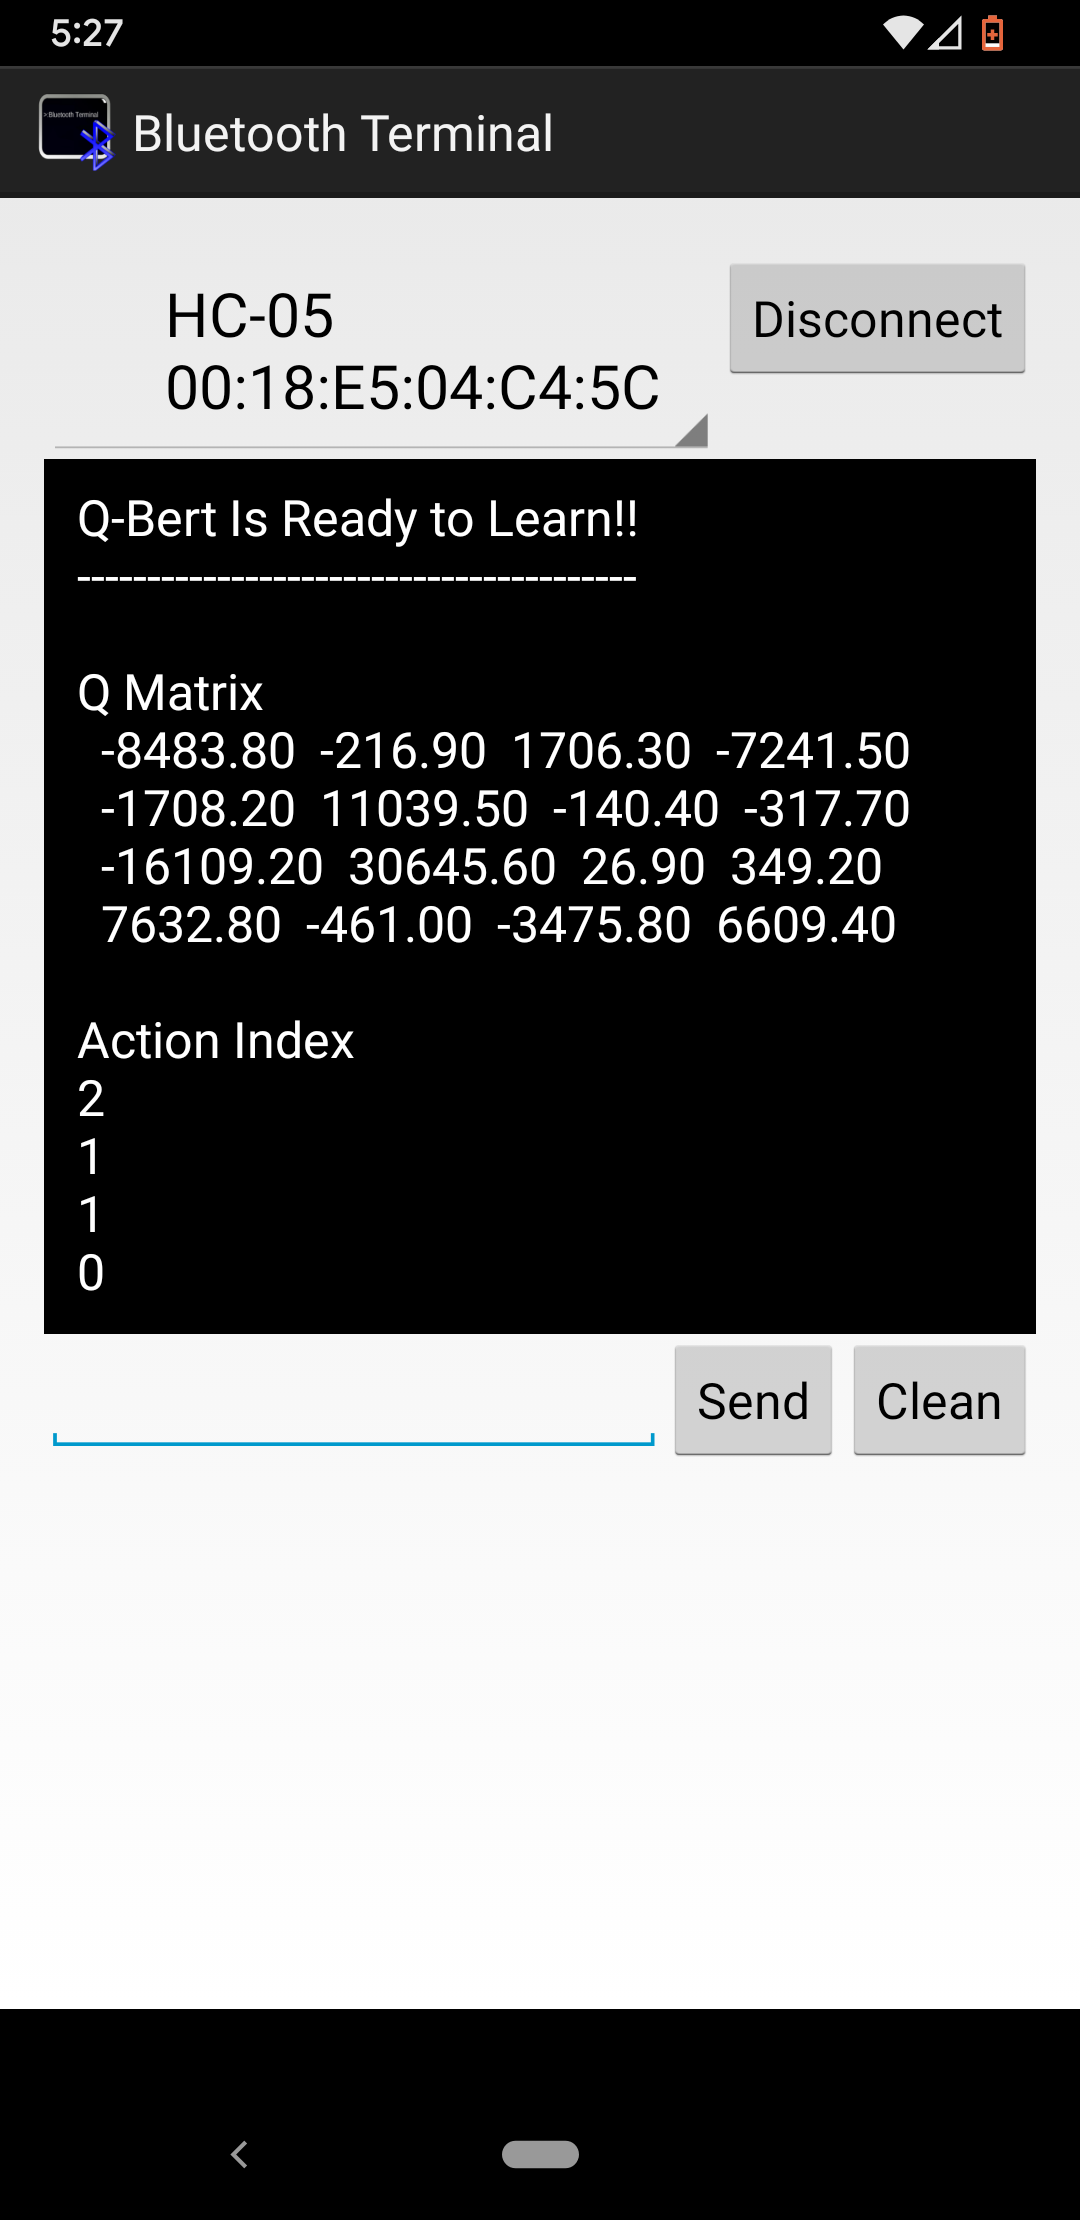 5:27
> Bluetooth Terminal
Bluetooth Terminal
HC-05
00:18:E5:04:C4:5C
Disconnect
Q-Bert Is Ready to Learn!!
----------------------------------------
Q Matrix
-8483.80 -216.90 1706.30 -7241.50
-1708.20 11039.50 -140.40 -317.70
-16109.20 30645.60 26.90 349.20
7632.80 -461.00 -3475.80 6609.40
Action Index
2
1
1
0
Send
Clean